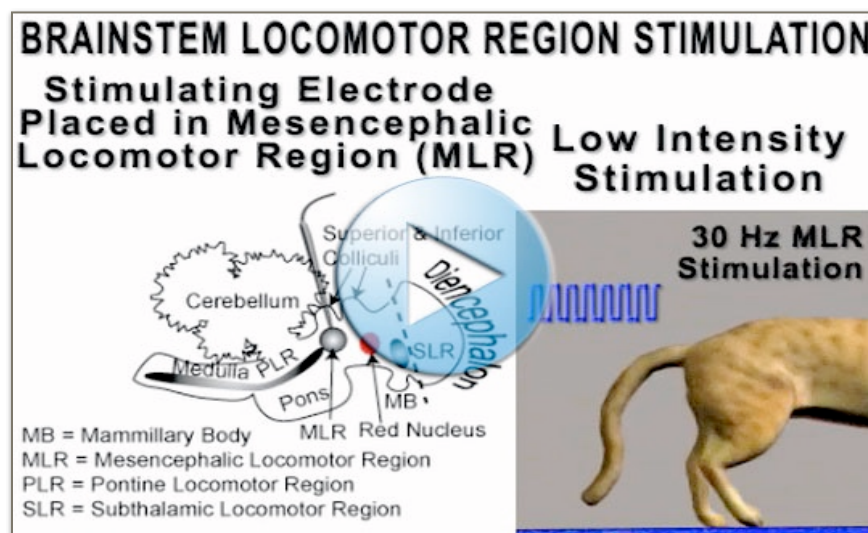 BRAINSTEM LOCOMOTOR REGION STIMULATION
Stimulating Electrode
Placed in Mesencephalic
Locomotor Region (MLR)
Low Intensity
Stimulation
Superior & Inferior
Colliculi
Diencephalon
Cerebellum
SLR
Medulla PLR
Pons
MB
MLR Red Nucleus
MB = Mammillary Body
MLR = Mesencephalic Locomotor Region
PLR = Pontine Locomotor Region
SLR = Subthalamic Locomotor Region
30 Hz MLR
Stimulation